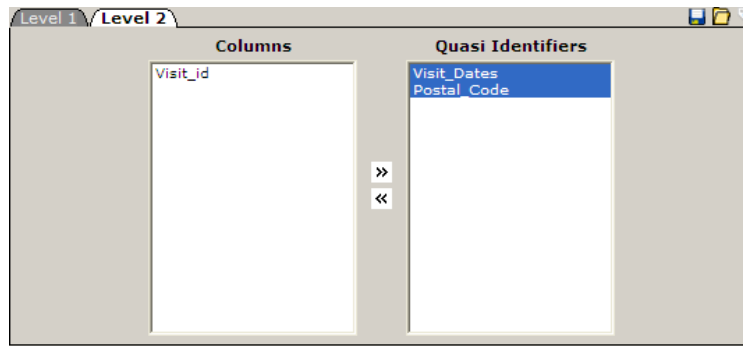 Level 1 Level 2
Columns Quasi Identifiers
Visit_id Visit_Dates
Postal_Code
»
«